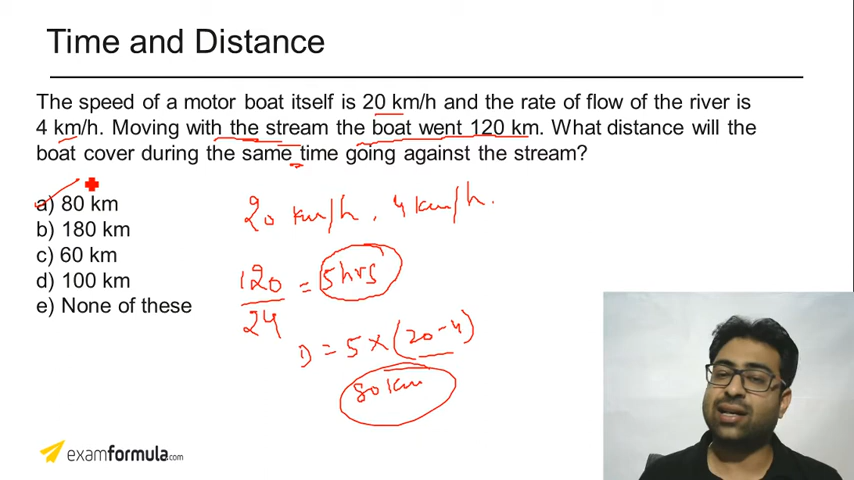 Time and Distance
The speed of a motor boat itself is 20 km/h and the rate of flow of the river is
4 km/h. Moving with the stream the boat went 120 km. What distance will the
boat cover during the same time going against the stream?
a) 80 km
b) 180 km
c) 60 km
d) 100 km
e) None of these
20 km/h, 4 km/h.
120
24
= 5hrs
D = 5 × (20-4)
80 km
examformula.com